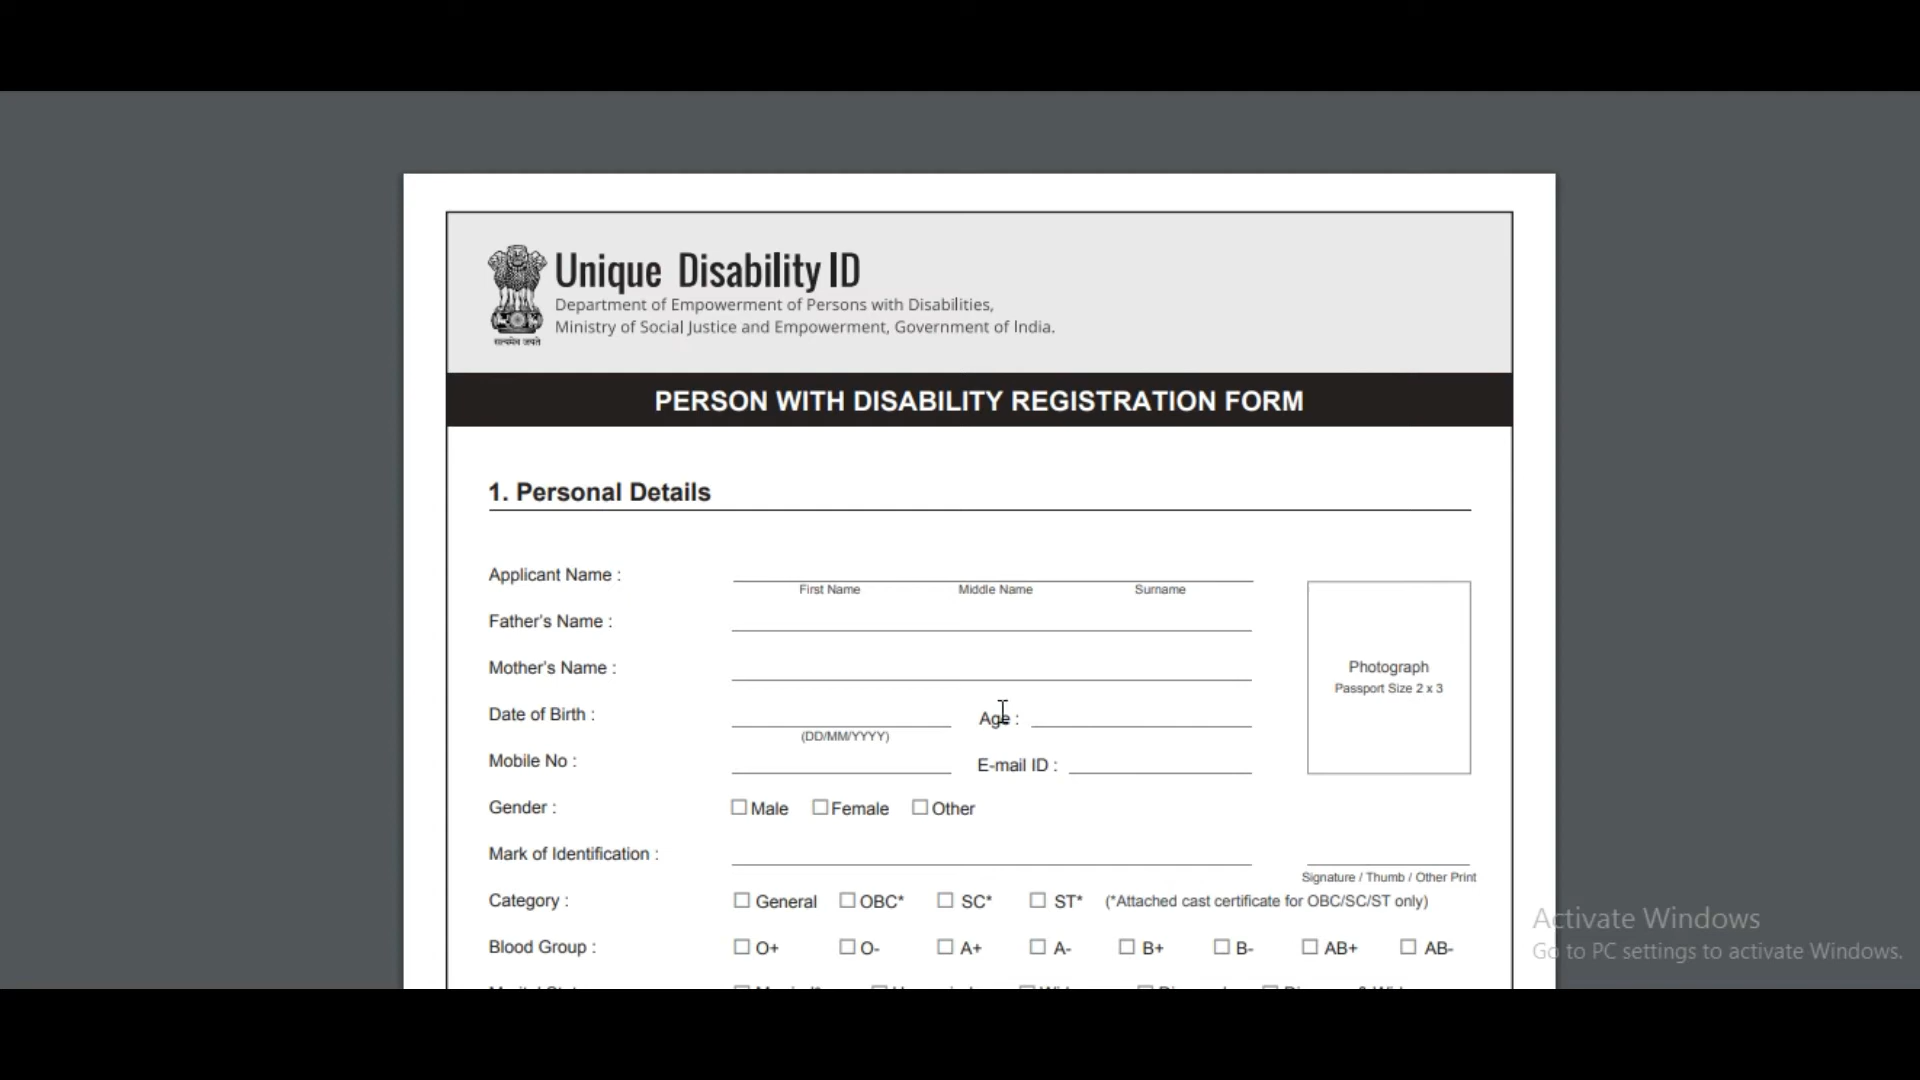 सत्यमेव जयते
Unique Disability ID
Department of Empowerment of Persons with Disabilities,
Ministry of Social Justice and Empowerment, Government of India.
PERSON WITH DISABILITY REGISTRATION FORM
1. Personal Details
Applicant Name :
First Name Middle Name Surname
Father's Name :
Mother's Name :
Photograph
Passport Size 2 x 3
Date of Birth : Age :
(DD/MM/YYYY)
Mobile No : E-mail ID :
Gender : Male Female Other
Mark of Identification :
Signature / Thumb / Other Print
Category : General OBC* SC* ST* (*Attached cast certificate for OBC/SC/ST only)
Blood Group : O+ O- A+ A- B+ B- AB+ AB-
Activate Windows
Go to PC settings to activate Windows.